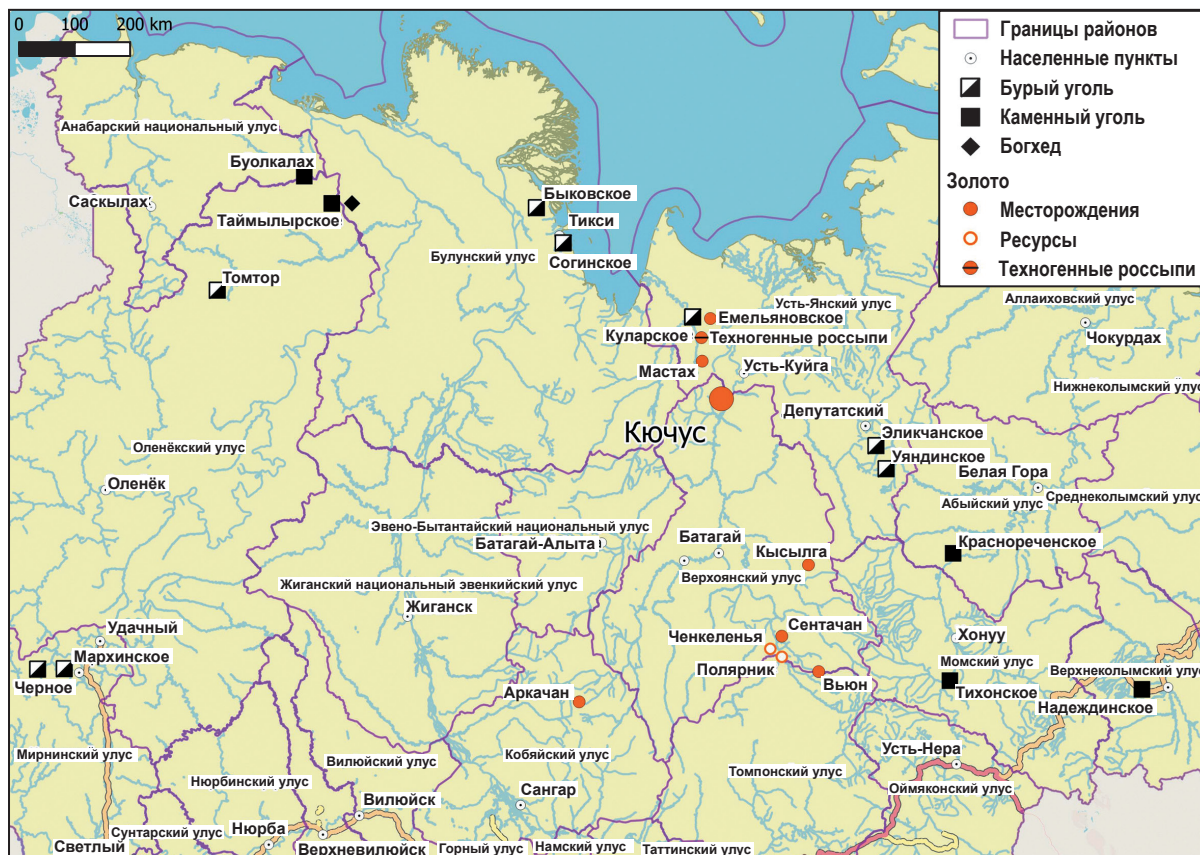 0 100 200 km
Границы районов
Населенные пункты
Бурый уголь
Каменный уголь
Богхед
Золото
Месторождения
Ресурсы
Техногенные россыпи
Анабарский национальный улус
Буолкалах
Саскылах
Таймылырское
Быковское
Тикси
Булунский улус
Согинское
Томтор
Усть-Янский улус
Аллаиховский улус
Емельяновское
Чокурдах
Куларское
Техногенные россыпи
Мастах
Усть-Куйга
Нижнеколымский улус
Депутатский
Кючус
Эликчанское
Оленёкский улус
Уяндинское
Белая Гора
Оленёк
Среднеколымский улус
Абыйский улус
Эвено-Бытантайский национальный улус
Батагай
Батагай-Алыта
Краснореченское
Кысылга
Верхоянский улус
Жиганский национальный эвенкийский улус
Жиганск
Сентачан
Удачный
Ченкеленья
Хонуу
Мархинское
Полярник
Момский улус
Верхнеколымский улус
Черное
Вьюн
Аркачан
Тихонское
Надеждинское
Мирнинский улус
Кобяйский улус
Усть-Нера
Вилюйский улус
Нюрбинский улус
Томпонский улус
Оймяконский улус
Сангар
Вилюйск
Сунтарский улус
Нюрба
Светлый
Верхневилюйск
Горный улус
Намский улус
Таттинский улус